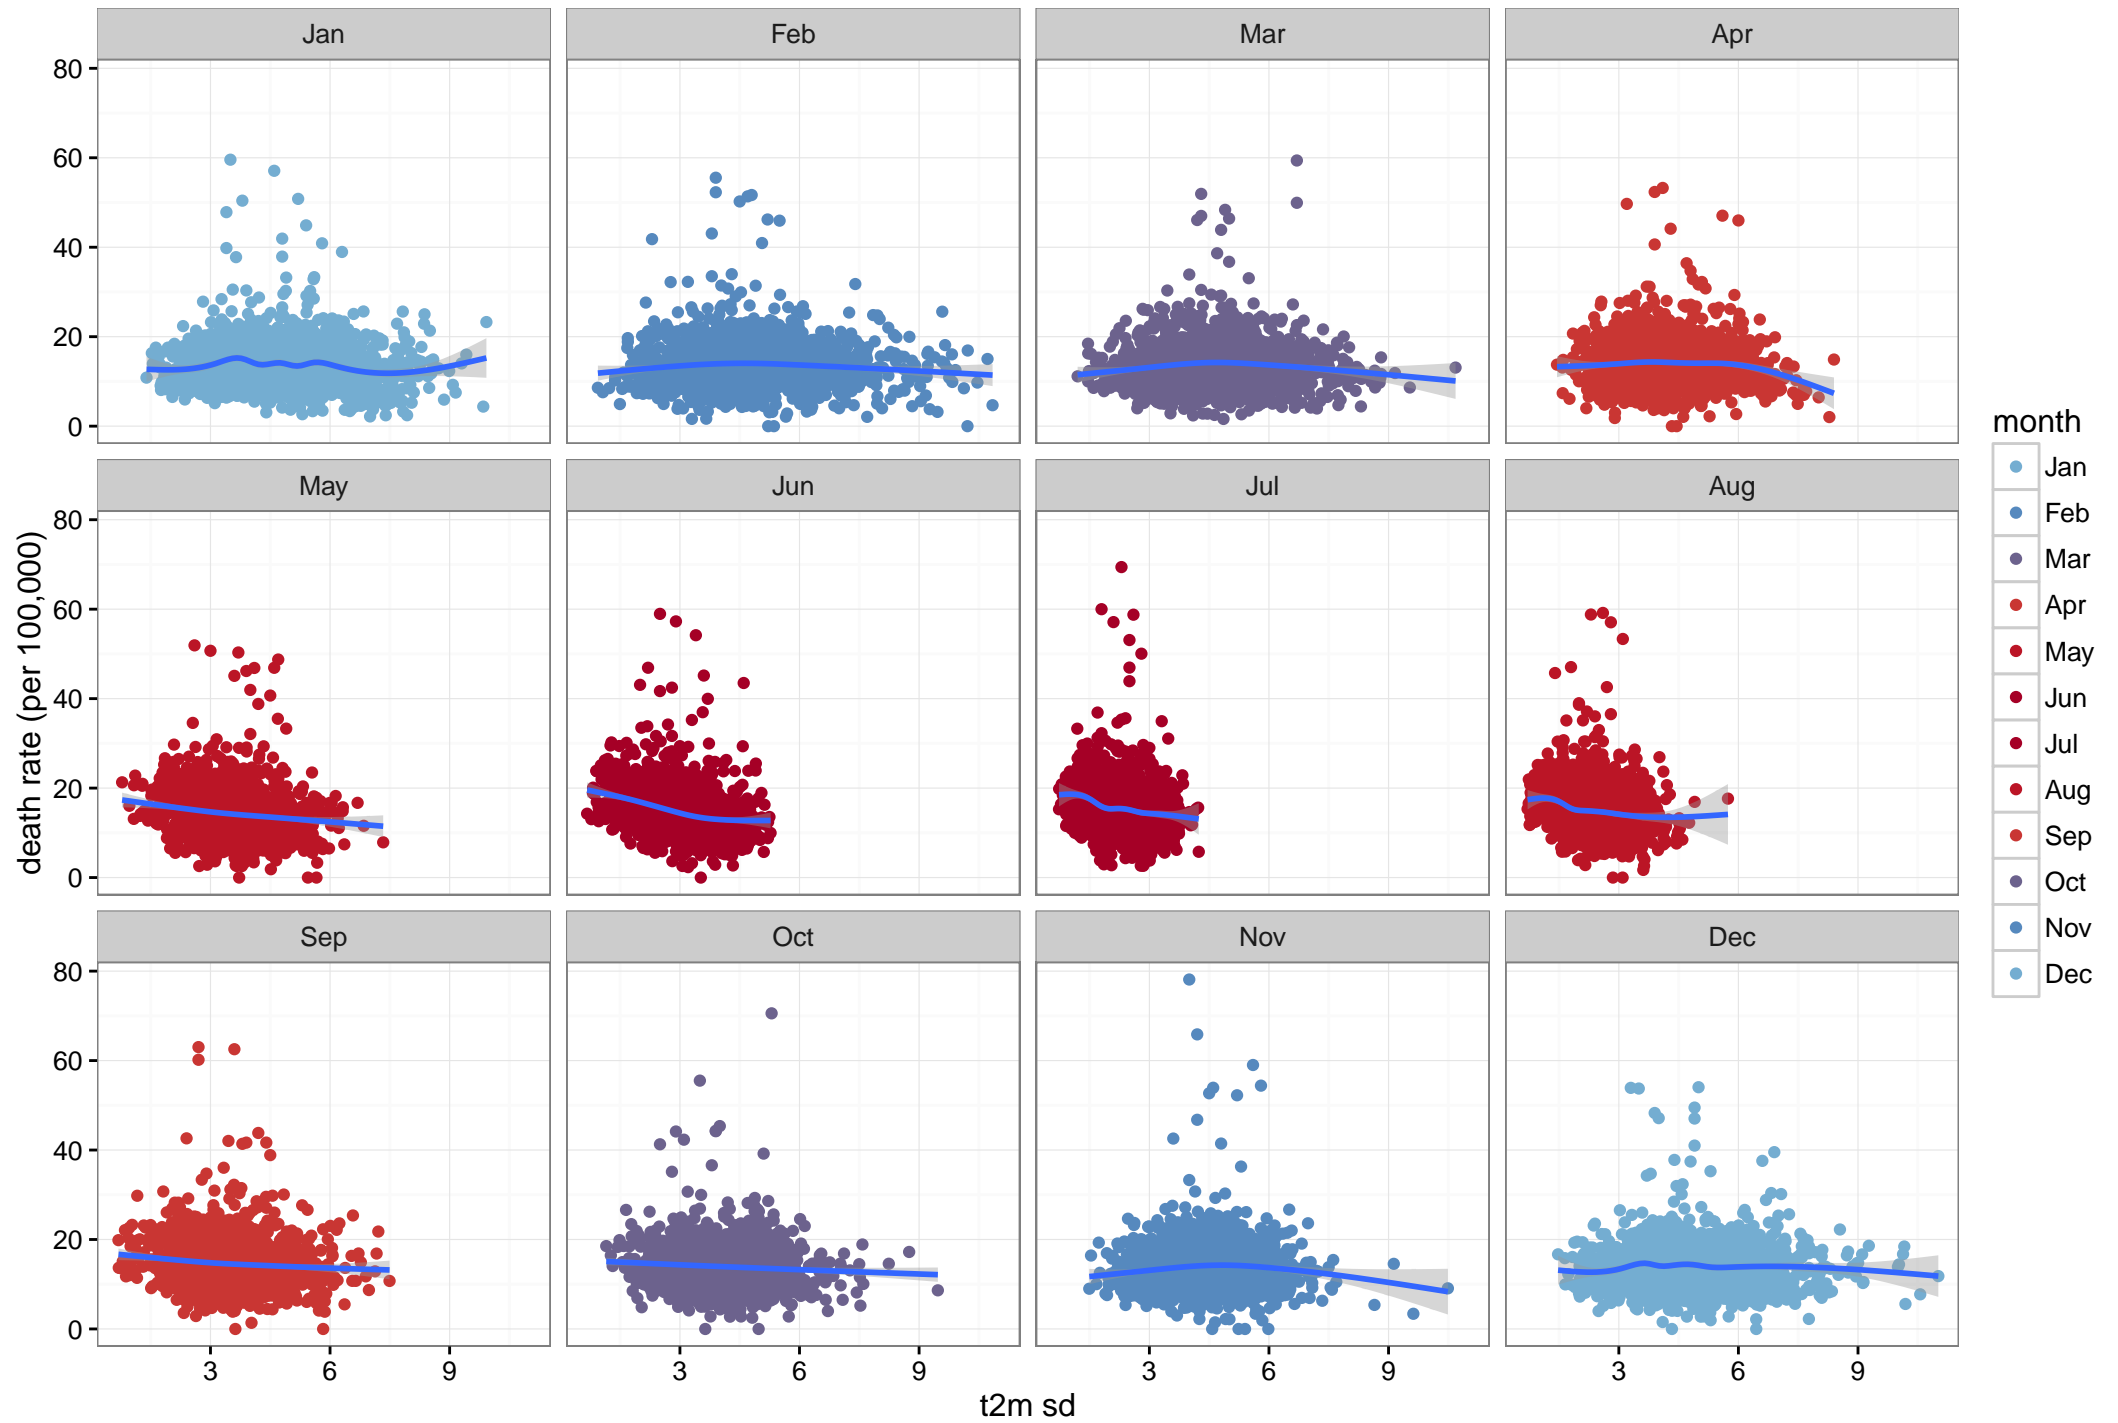 Jan Feb Mar Apr
80
60
40
20
0
May Jun Jul Aug
80
60
40
20
0
Sep Oct Nov Dec
80
60
40
20
0
3 6 9 3 6 9 3 6 9 3 6 9
t2m sd
death rate (per 100,000)
month
Jan
Feb
Mar
Apr
May
Jun
Jul
Aug
Sep
Oct
Nov
Dec